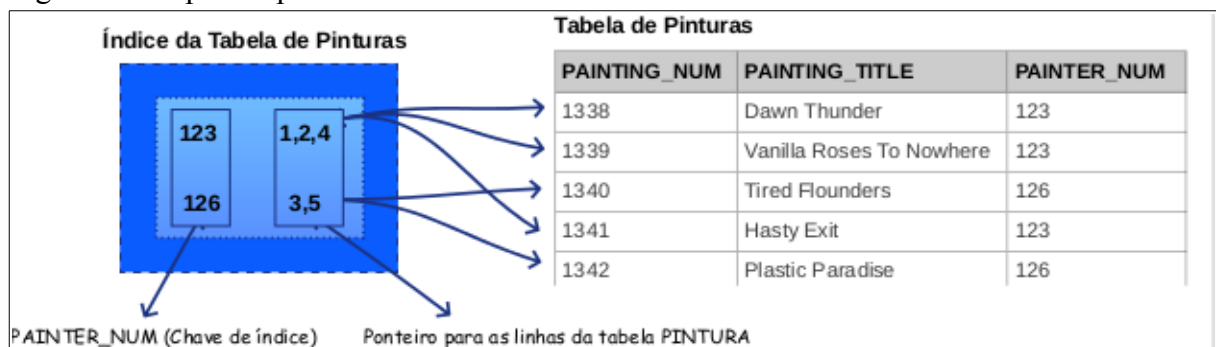 Índice da Tabela de Pinturas
123
1,2,4
126
3,5
PAINTER_NUM (Chave de índice)
Ponteiro para as linhas da tabela PINTURA
Tabela de Pinturas
PAINTING_NUM PAINTING_TITLE PAINTER_NUM
1338 Dawn Thunder 123
1339 Vanilla Roses To Nowhere 123
1340 Tired Flounders 126
1341 Hasty Exit 123
1342 Plastic Paradise 126